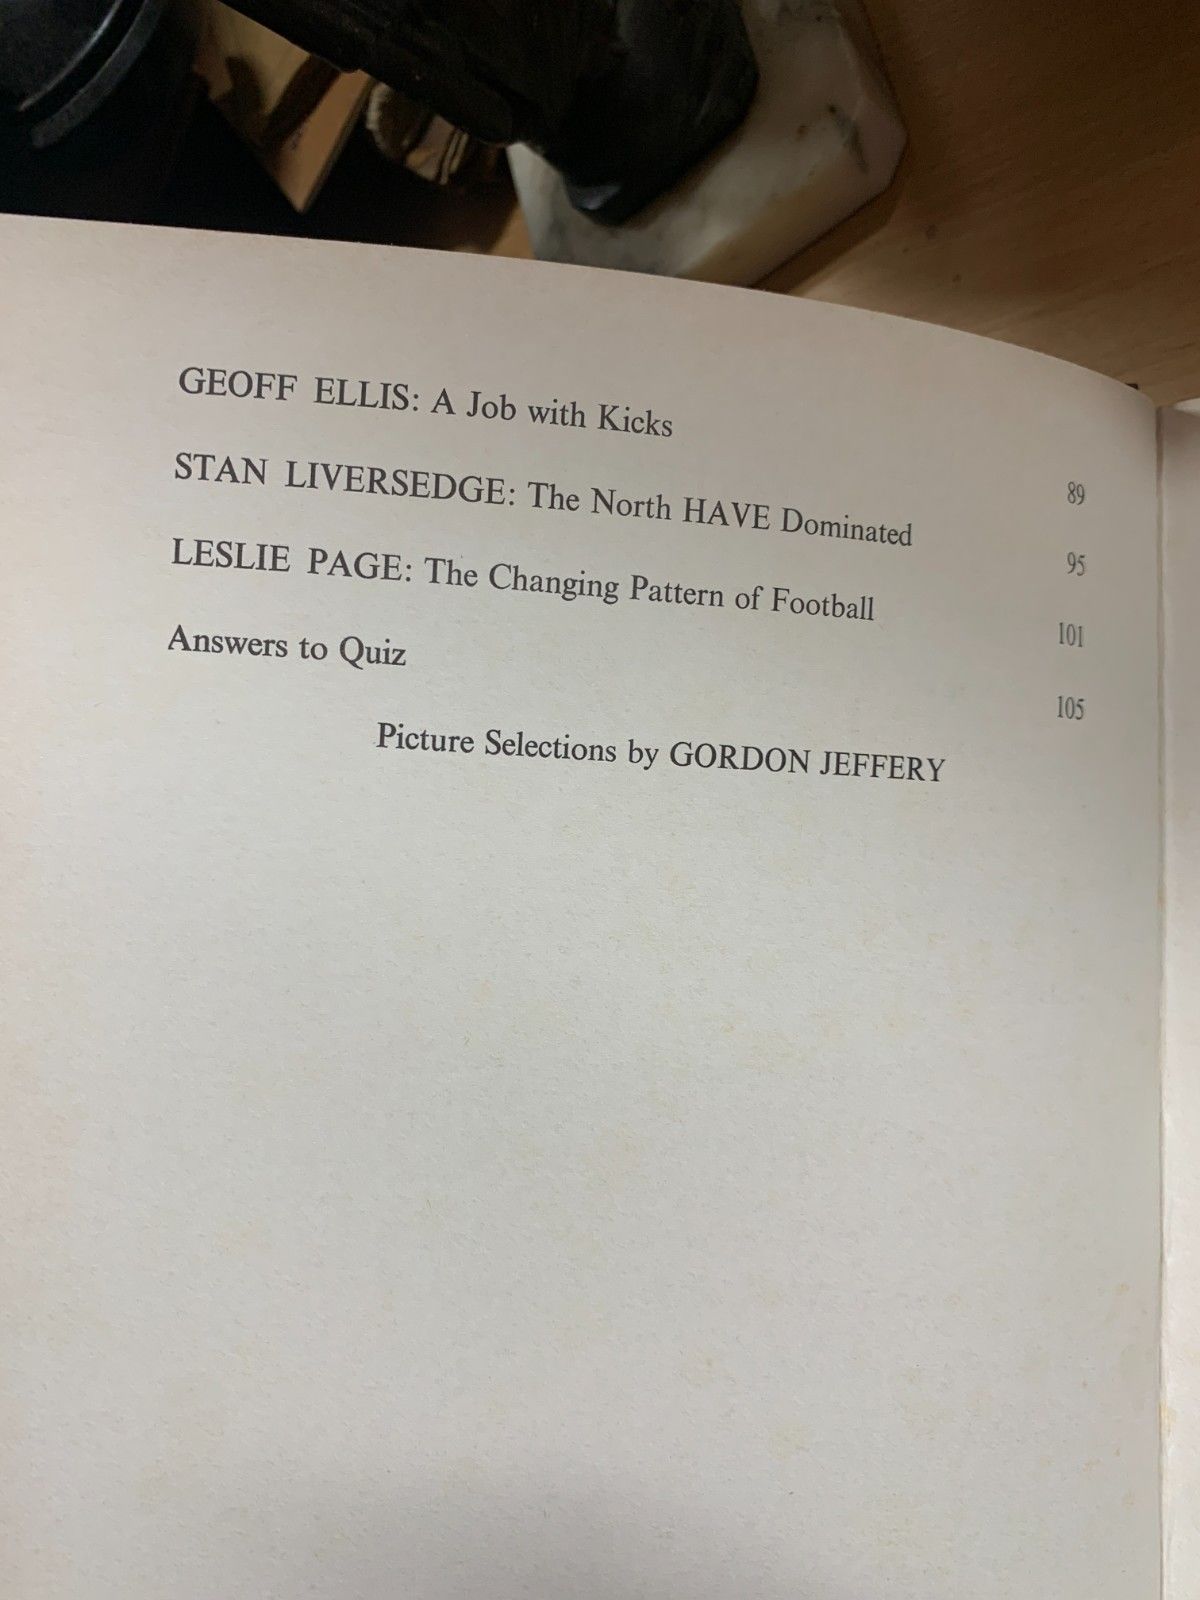 GEOFF ELLIS: A Job with Kicks 89
STAN LIVERSEDGE: The North HAVE Dominated 95
LESLIE PAGE: The Changing Pattern of Football 101
Answers to Quiz 105
Picture Selections by GORDON JEFFERY